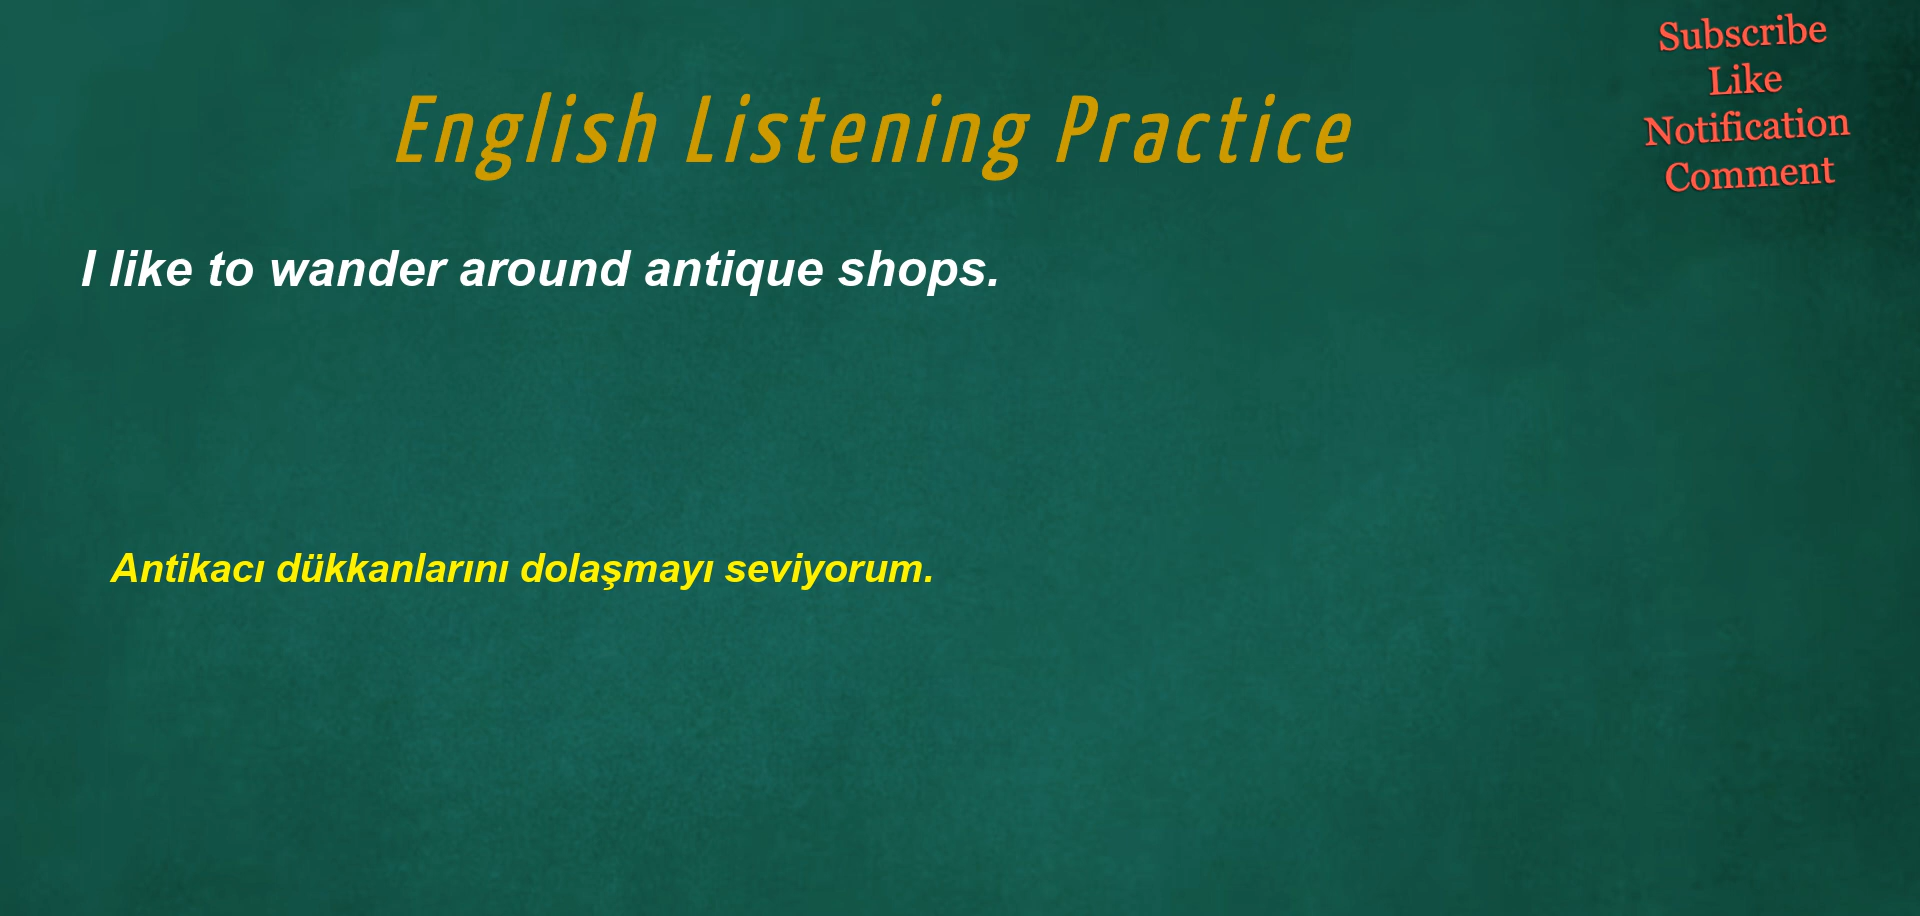 Subscribe
Like
Notification
Comment
English Listening Practice
I like to wander around antique shops.
Antikacı dükkanlarını dolaşmayı seviyorum.